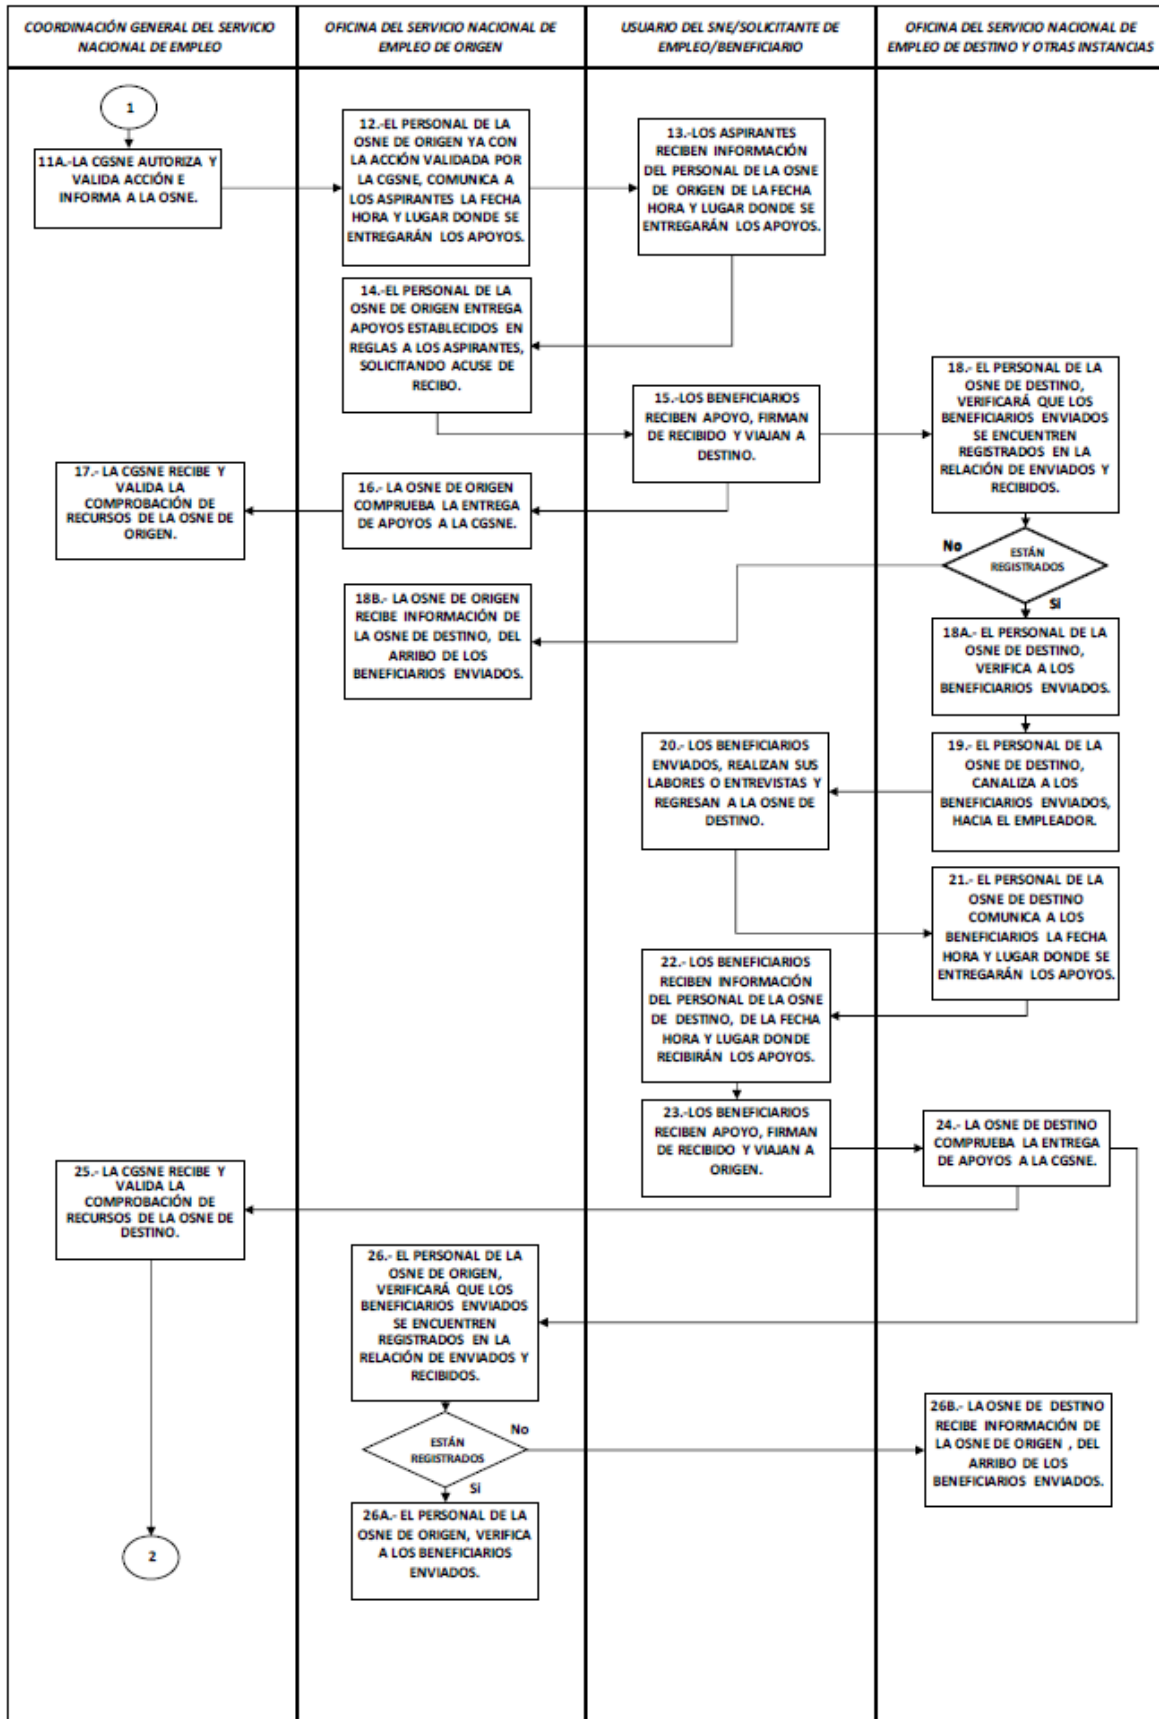 COORDINACIÓN GENERAL DEL SERVICIO
NACIONAL DE EMPLEO
OFICINA DEL SERVICIO NACIONAL DE
EMPLEO DE ORIGEN
USUARIO DEL SNE/SOLICITANTE DE
EMPLEO/BENEFICIARIO
OFICINA DEL SERVICIO NACIONAL DE
EMPLEO DE DESTINO Y OTRAS INSTANCIAS
1
11A.-LA CGSNE AUTORIZA Y
VALIDA ACCIÓN E
INFORMA A LA OSNE.
12.-EL PERSONAL DE LA
OSNE DE ORIGEN YA CON
LA ACCIÓN VALIDADA POR
LA CGSNE, COMUNICA A
LOS ASPIRANTES LA FECHA
HORA Y LUGAR DONDE SE
ENTREGARÁN LOS APOYOS.
13.-LOS ASPIRANTES
RECIBEN INFORMACIÓN
DEL PERSONAL DE LA OSNE
DE ORIGEN DE LA FECHA
HORA Y LUGAR DONDE SE
ENTREGARÁN LOS APOYOS.
14.-EL PERSONAL DE LA
OSNE DE ORIGEN ENTREGA
APOYOS ESTABLECIDOS EN
REGLAS A LOS ASPIRANTES,
SOLICITANDO ACUSE DE
RECIBO.
15.-LOS BENEFICIARIOS
RECIBEN APOYO, FIRMAN
DE RECIBIDO Y VIAJAN A
DESTINO.
18.- EL PERSONAL DE LA
OSNE DE DESTINO,
VERIFICARÁ QUE LOS
BENEFICIARIOS ENVIADOS
SE ENCUENTREN
REGISTRADOS EN LA
RELACIÓN DE ENVIADOS Y
RECIBIDOS.
17.- LA CGSNE RECIBE Y
VALIDA LA
COMPROBACIÓN DE
RECURSOS DE LA OSNE DE
ORIGEN.
16.- LA OSNE DE ORIGEN
COMPRUEBA LA ENTREGA
DE APOYOS A LA CGSNE.
No
ESTÁN
REGISTRADOS
Si
18B.- LA OSNE DE ORIGEN
RECIBE INFORMACIÓN DE
LA OSNE DE DESTINO, DEL
ARRIBO DE LOS
BENEFICIARIOS ENVIADOS.
18A.- EL PERSONAL DE LA
OSNE DE DESTINO,
VERIFICA A LOS
BENEFICIARIOS ENVIADOS.
20.- LOS BENEFICIARIOS
ENVIADOS, REALIZAN SUS
LABORES O ENTREVISTAS Y
REGRESAN A LA OSNE DE
DESTINO.
19.- EL PERSONAL DE LA
OSNE DE DESTINO,
CANALIZA A LOS
BENEFICIARIOS ENVIADOS,
HACIA EL EMPLEADOR.
21.- EL PERSONAL DE LA
OSNE DE DESTINO
COMUNICA A LOS
BENEFICIARIOS LA FECHA
HORA Y LUGAR DONDE SE
ENTREGARÁN LOS APOYOS.
22.- LOS BENEFICIARIOS
RECIBEN INFORMACIÓN
DEL PERSONAL DE LA OSNE
DE DESTINO, DE LA FECHA
HORA Y LUGAR DONDE
RECIBIRÁN LOS APOYOS.
23.-LOS BENEFICIARIOS
RECIBEN APOYO, FIRMAN
DE RECIBIDO Y VIAJAN A
ORIGEN.
24.- LA OSNE DE DESTINO
COMPRUEBA LA ENTREGA
DE APOYOS A LA CGSNE.
25.- LA CGSNE RECIBE Y
VALIDA LA
COMPROBACIÓN DE
RECURSOS DE LA OSNE DE
DESTINO.
26.- EL PERSONAL DE LA
OSNE DE ORIGEN,
VERIFICARÁ QUE LOS
BENEFICIARIOS ENVIADOS
SE ENCUENTREN
REGISTRADOS EN LA
RELACIÓN DE ENVIADOS Y
RECIBIDOS.
ESTÁN
REGISTRADOS
No
Si
26B.- LA OSNE DE DESTINO
RECIBE INFORMACIÓN DE
LA OSNE DE ORIGEN , DEL
ARRIBO DE LOS
BENEFICIARIOS ENVIADOS.
26A.- EL PERSONAL DE LA
OSNE DE ORIGEN, VERIFICA
A LOS BENEFICIARIOS
ENVIADOS.
2